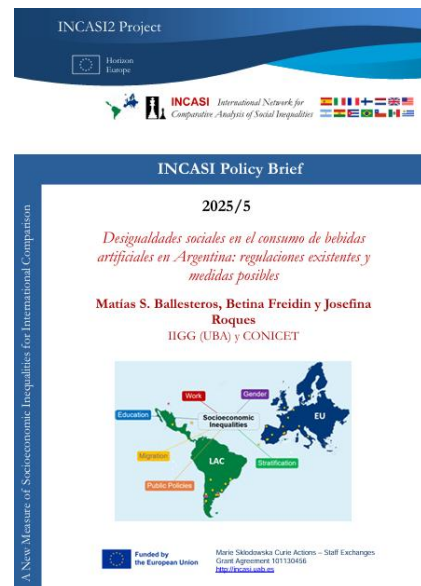 INCASI2 Project
Horizon
Europe
INCASI International Network for
Comparative Analysis of Social Inequalities
INCASI Policy Brief
2025/5
Desigualdades sociales en el consumo de bebidas
artificiales en Argentina: regulaciones existentes y
medidas posibles
Matías S. Ballesteros, Betina Freidín y Josefina
Roques
IIGG (UBA) y CONICET
A New Measure of Socioeconomic Inequalities for International Comparison
Work
Gender
Education
Socioeconomic
Inequalities
EU
Migration
LAC
Stratification
Public Policies
Funded by
the European Union
Marie Sklodowska Curie Actions – Staff Exchanges
Grant Agreement 101130456
http://incasi.uab.es